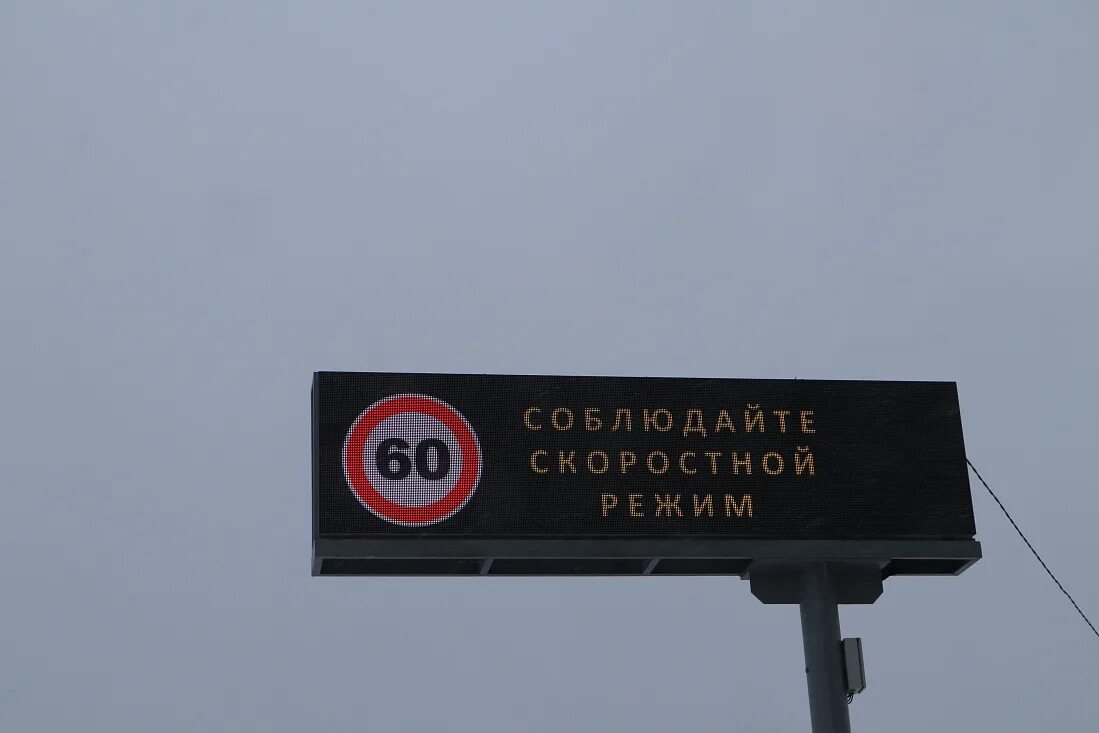 60
СОБЛЮДАЙТЕ
СКОРОСТНОЙ
РЕЖИМ